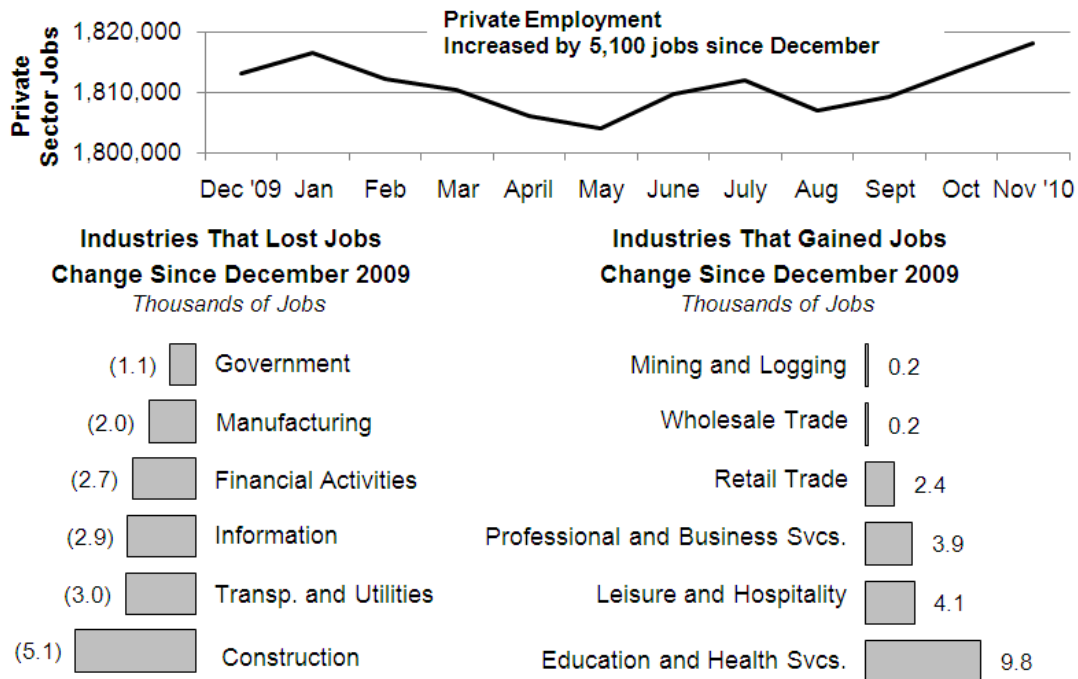 Private Employment
Increased by 5,100 jobs since December
Private
Sector Jobs
1,820,000
1,810,000
1,800,000
Dec '09 Jan Feb Mar April May June July Aug Sept Oct Nov '10
Industries That Lost Jobs
Change Since December 2009
Thousands of Jobs
(1.1) Government
(2.0) Manufacturing
(2.7) Financial Activities
(2.9) Information
(3.0) Transp. and Utilities
(5.1) Construction
Industries That Gained Jobs
Change Since December 2009
Thousands of Jobs
Mining and Logging 0.2
Wholesale Trade 0.2
Retail Trade 2.4
Professional and Business Svcs. 3.9
Leisure and Hospitality 4.1
Education and Health Svcs. 9.8